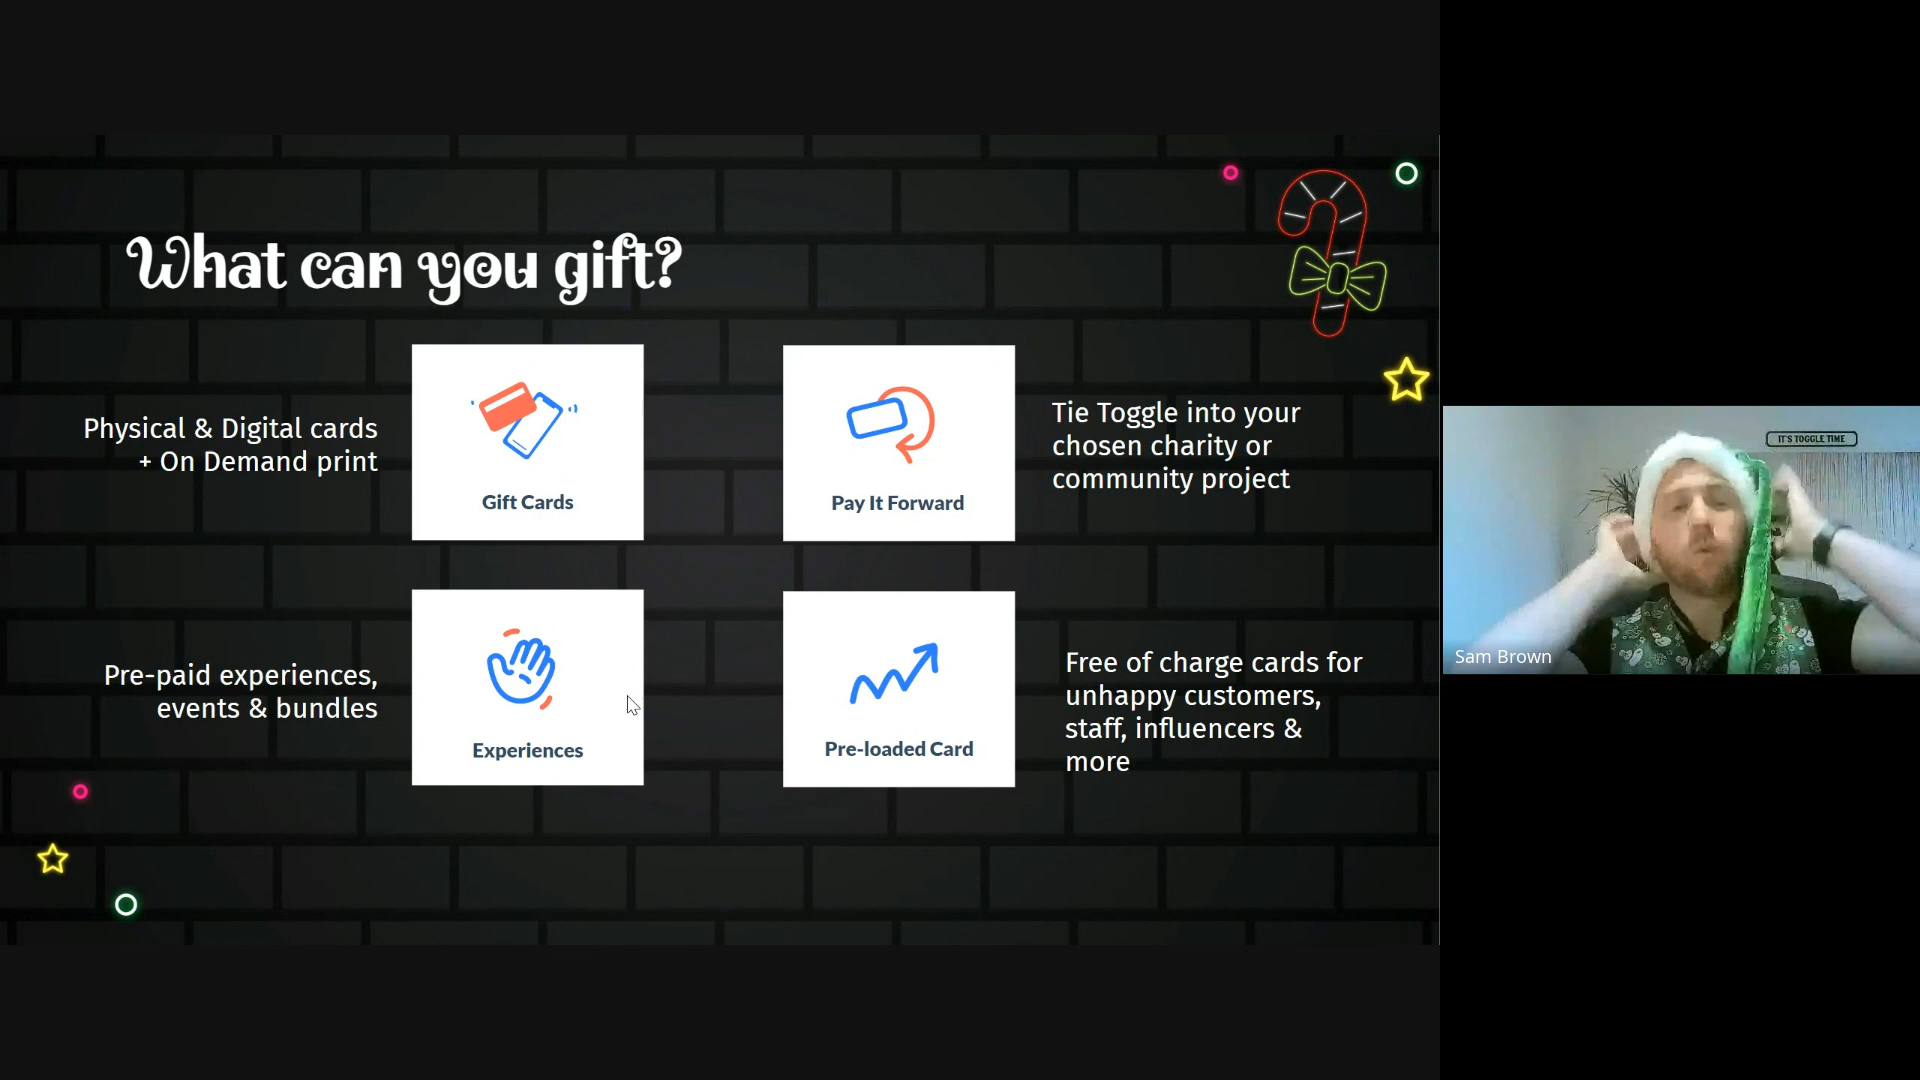 What can you gift?
Physical & Digital cards
+ On Demand print
Gift Cards
Pay It Forward
Tie Toggle into your
chosen charity or
community project
Pre-paid experiences,
events & bundles
Experiences
Pre-loaded Card
Free of charge cards for
unhappy customers,
staff, influencers &
more
IT'S TOGGLE TIME
Sam Brown